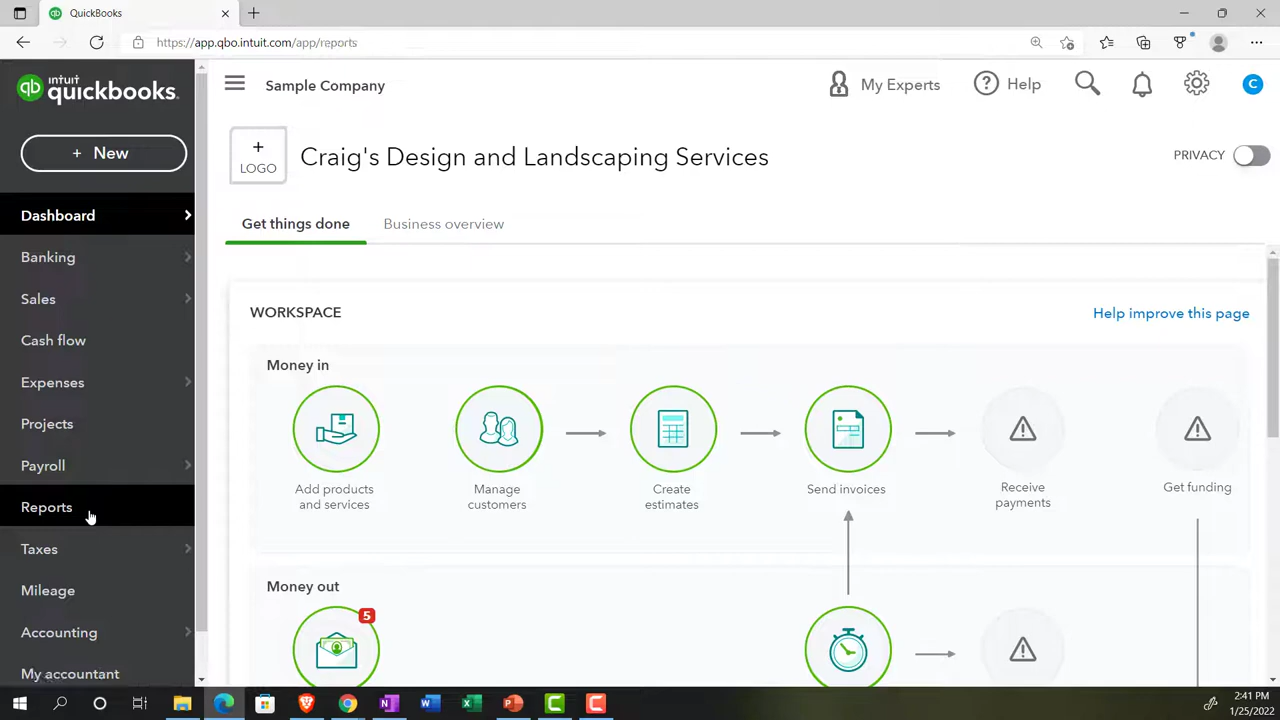 QuickBooks
https://app.qbo.intuit.com/app/reports
intuit
quickbooks.
Sample Company
My Experts
Help
C
+ New
+
LOGO
Craig's Design and Landscaping Services
PRIVACY
Dashboard
Banking
Sales
Cash flow
Expenses
Projects
Payroll
Reports
Taxes
Mileage
Accounting
My accountant
Get things done
Business overview
WORKSPACE
Help improve this page
Money in
Add products
and services
Manage
customers
Create
estimates
Send invoices
Receive
payments
Get funding
Money out
5
2:41 PM
1/25/2022